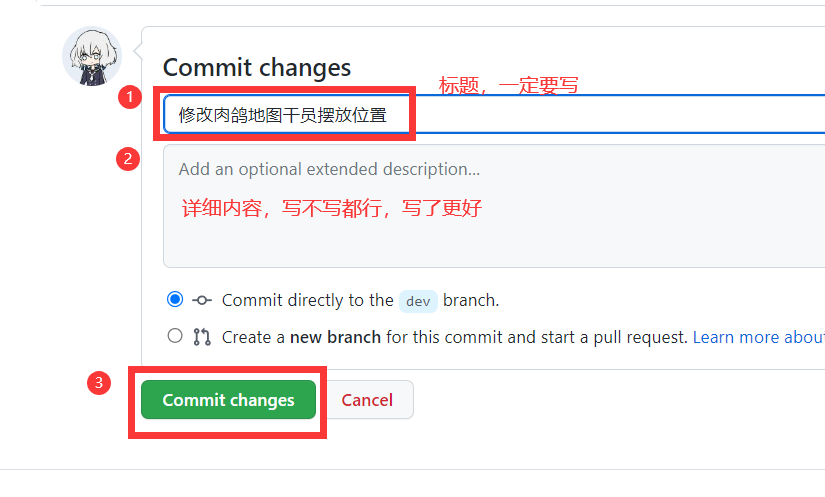 Commit changes
标题，一定要写
1
修改肉鸽地图干员摆放位置
2
Add an optional extended description...
详细内容，写不写都行，写了更好
Commit directly to the dev branch.
Create a new branch for this commit and start a pull request. Learn more about
3
Commit changes Cancel